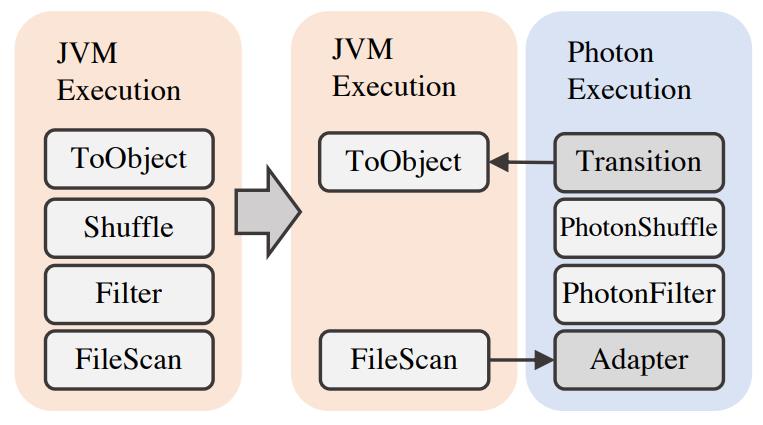 JVM
Execution
ToObject
Shuffle
Filter
FileScan
JVM
Execution
ToObject
FileScan
Photon
Execution
Transition
PhotonShuffle
PhotonFilter
Adapter